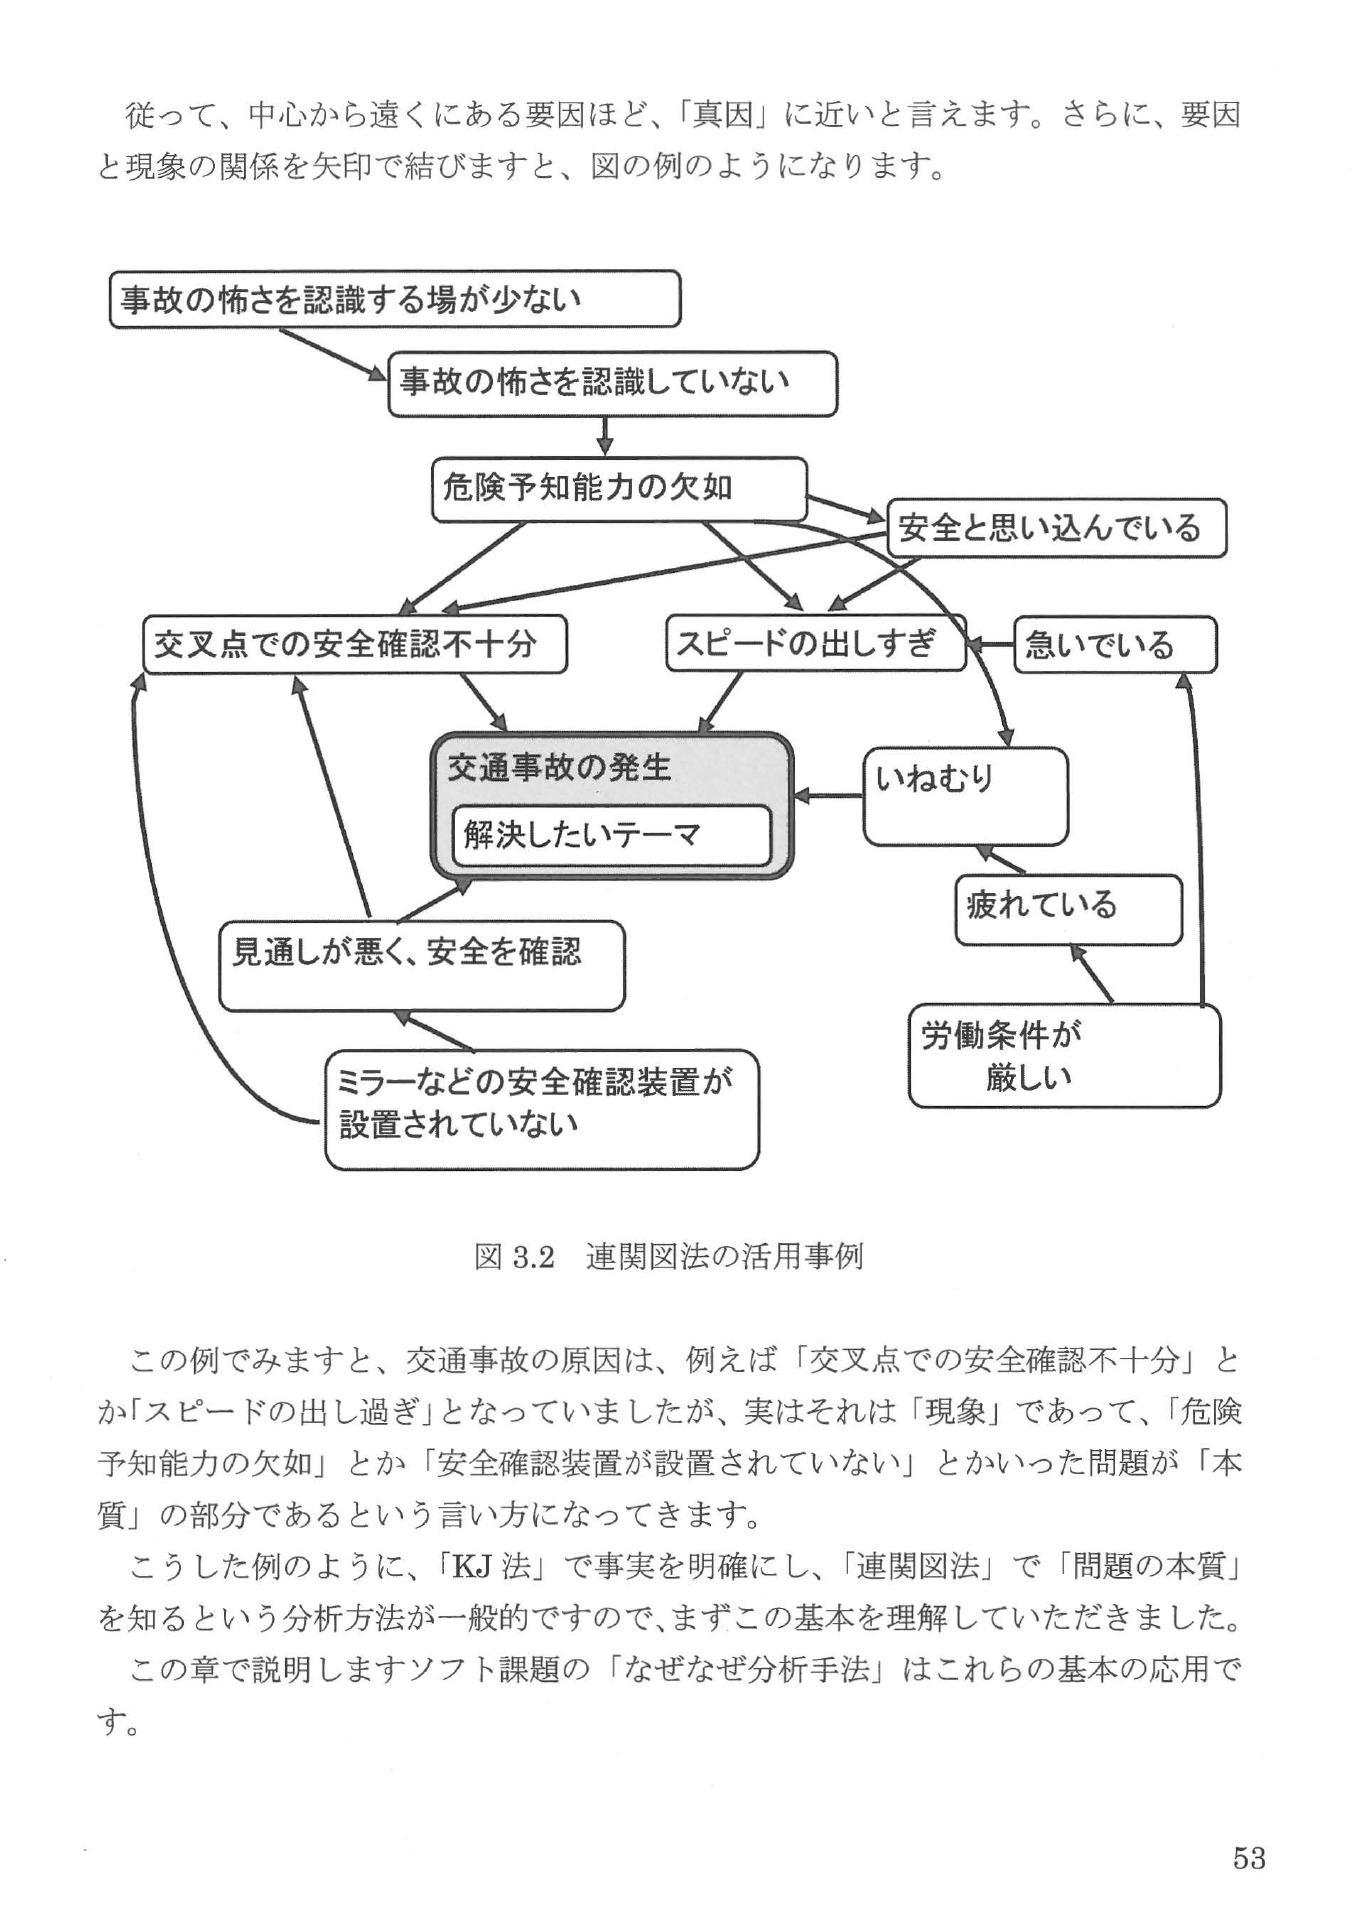 従って、中心から遠くにある要因ほど、「真因」に近いと言えます。さらに、要因
と現象の関係を矢印で結びますと、図の例のようになります。
事故の怖さを認識する場が少ない
事故の怖さを認識していない
危険予知能力の欠如
安全と思い込んでいる
交叉点での安全確認不十分
スピードの出しすぎ
急いでいる
交通事故の発生
解決したいテーマ
いねむり
疲れている
見通しが悪く、安全を確認
労働条件が
厳しい
ミラーなどの安全確認装置が
設置されていない
図 3.2　連関図法の活用事例
この例でみますと、交通事故の原因は、例えば「交叉点での安全確認不十分」と
か「スピードの出し過ぎ」となっていましたが、実はそれは「現象」であって、「危険
予知能力の欠如」とか「安全確認装置が設置されていない」とかいった問題が「本
質」の部分であるという言い方になってきます。
こうした例のように、「KJ 法」で事実を明確にし、「連関図法」で「問題の本質」
を知るという分析方法が一般的ですので、まずこの基本を理解していただきました。
この章で説明しますソフト課題の「なぜなぜ分析手法」はこれらの基本の応用で
す。
53